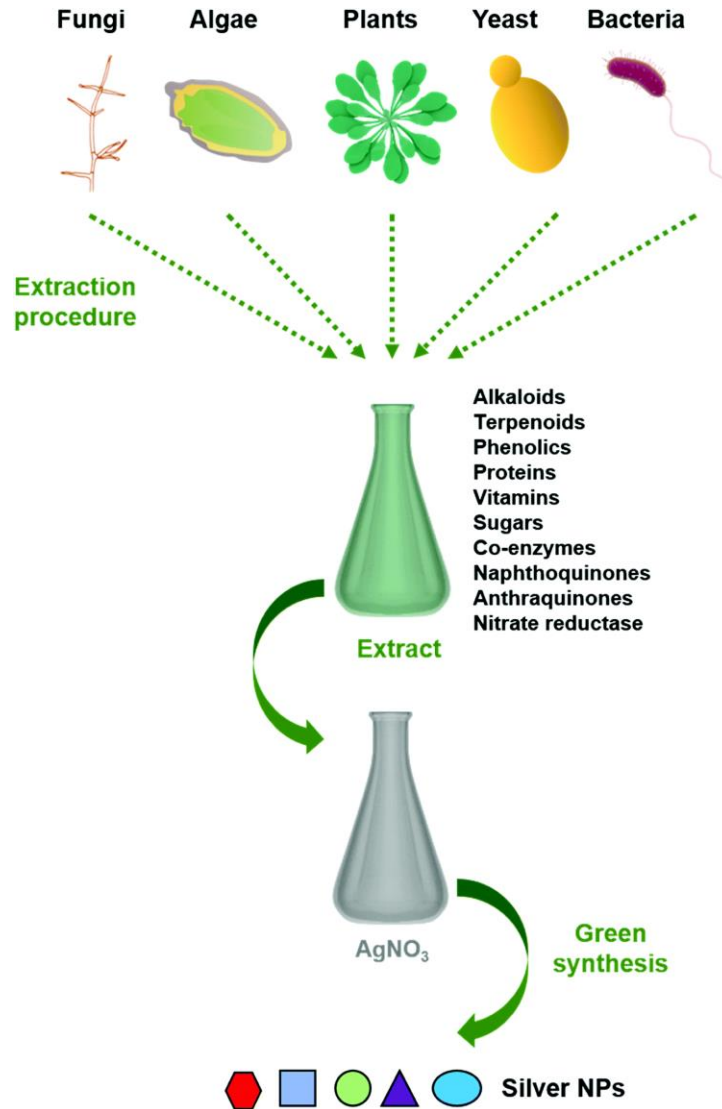 Fungi Algae Plants Yeast Bacteria
Extraction
procedure
Alkaloids
Terpenoids
Phenolics
Proteins
Vitamins
Sugars
Co-enzymes
Naphthoquinones
Anthraquinones
Nitrate reductase
Extract
AgNO₃
Green
synthesis
Silver NPs